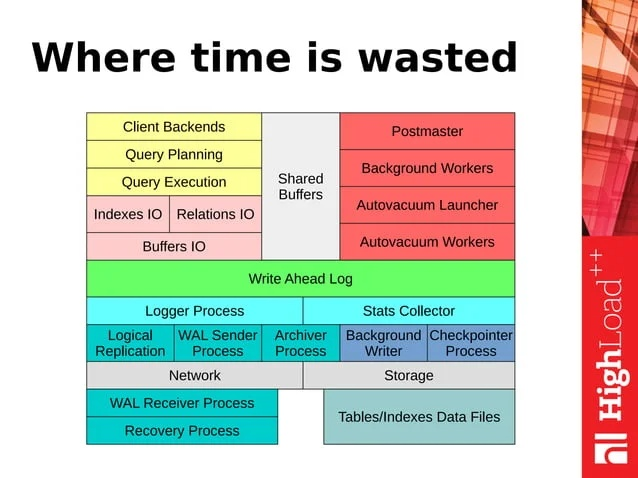 Where time is wasted
Client Backends
Query Planning
Query Execution
Indexes IO
Relations IO
Buffers IO
Shared
Buffers
Postmaster
Background Workers
Autovacuum Launcher
Autovacuum Workers
Write Ahead Log
Logger Process
Stats Collector
Logical
Replication
WAL Sender
Process
Archiver
Process
Background
Writer
Checkpointer
Process
Network
Storage
WAL Receiver Process
Recovery Process
Tables/Indexes Data Files
HighLoad++